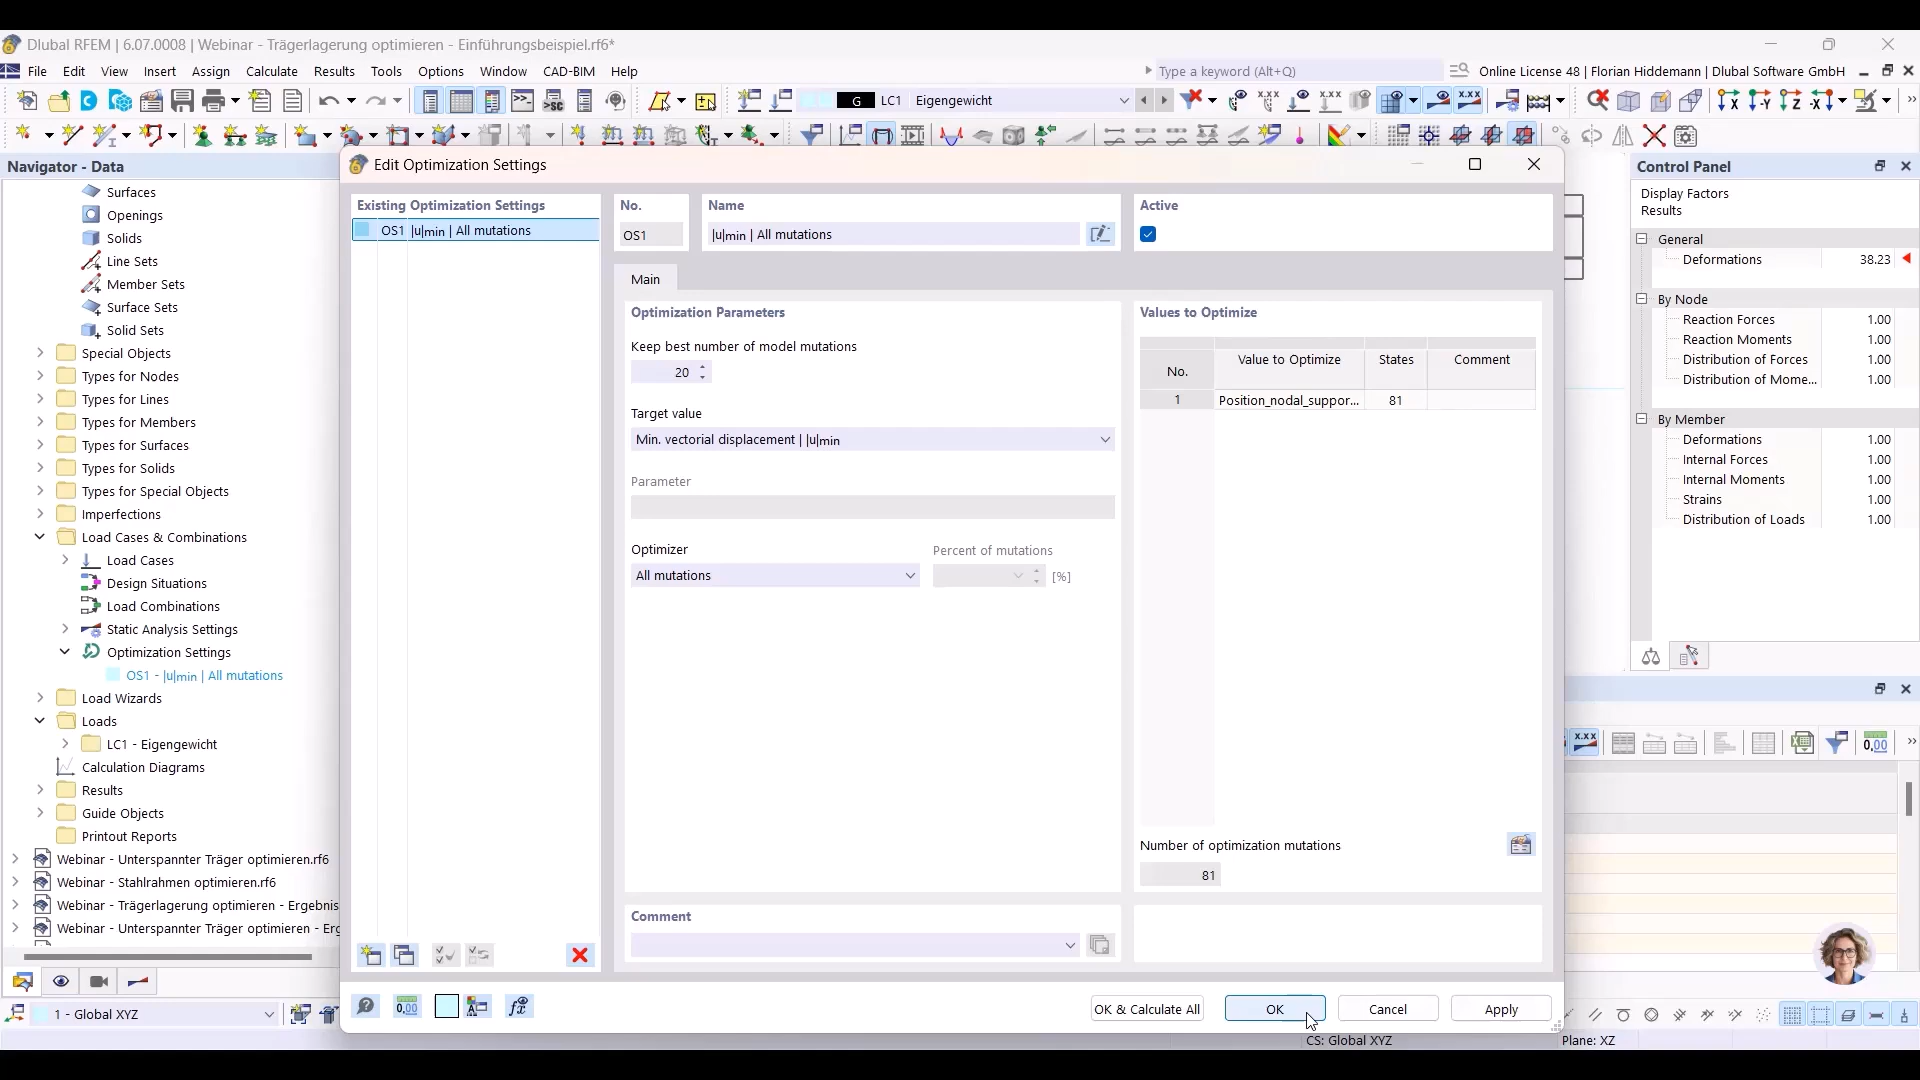 Dlubal RFEM | 6.07.0008 | Webinar - Trägerlagerung optimieren - Einführungsbeispiel.rf6*
File Edit View Insert Assign Calculate Results Tools Options Window CAD-BIM Help
Type a keyword (Alt+Q)
Online License 48 | Florian Hiddemann | Dlubal Software GmbH
G LC1 Eigengewicht
Navigator - Data
Surfaces
Openings
Solids
Line Sets
Member Sets
Surface Sets
Solid Sets
Special Objects
Types for Nodes
Types for Lines
Types for Members
Types for Surfaces
Types for Solids
Types for Special Objects
Imperfections
Load Cases & Combinations
Load Cases
Design Situations
Load Combinations
Static Analysis Settings
Optimization Settings
OS1 - |u|min | All mutations
Load Wizards
Loads
LC1 - Eigengewicht
Calculation Diagrams
Results
Guide Objects
Printout Reports
Webinar - Unterspannter Träger optimieren.rf6
Webinar - Stahlrahmen optimieren.rf6
Webinar - Trägerlagerung optimieren - Ergebnis
Webinar - Unterspannter Träger optimieren - Erg
1 - Global XYZ
Edit Optimization Settings
Existing Optimization Settings
OS1 |u|min | All mutations
No.
OS1
Name
|u|min | All mutations
Active
Main
Optimization Parameters
Keep best number of model mutations
20
Target value
Min. vectorial displacement | |u|min
Parameter
Optimizer
All mutations
Percent of mutations
[%]
Values to Optimize
No. Value to Optimize States Comment
1 Position_nodal_suppor... 81
Number of optimization mutations
81
Comment
OK & Calculate All
OK
Cancel
Apply
Control Panel
Display Factors
Results
General
Deformations 38.23
By Node
Reaction Forces 1.00
Reaction Moments 1.00
Distribution of Forces 1.00
Distribution of Mome... 1.00
By Member
Deformations 1.00
Internal Forces 1.00
Internal Moments 1.00
Strains 1.00
Distribution of Loads 1.00
CS: Global XYZ
Plane: XZ